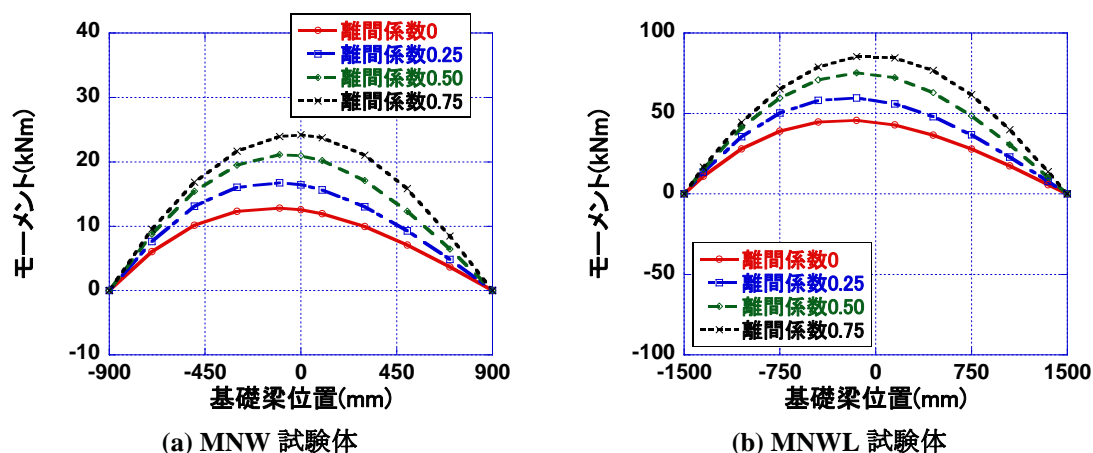 40
30
20
10
0
-10
モーメント(kNm)
離間係数0
離間係数0.25
離間係数0.50
離間係数0.75
-900 -450 0 450 900
基礎梁位置(mm)
(a) MNW 試験体
100
50
0
-50
-100
モーメント(kNm)
離間係数0
離間係数0.25
離間係数0.50
離間係数0.75
-1500 -750 0 750 1500
基礎梁位置(mm)
(b) MNWL 試験体